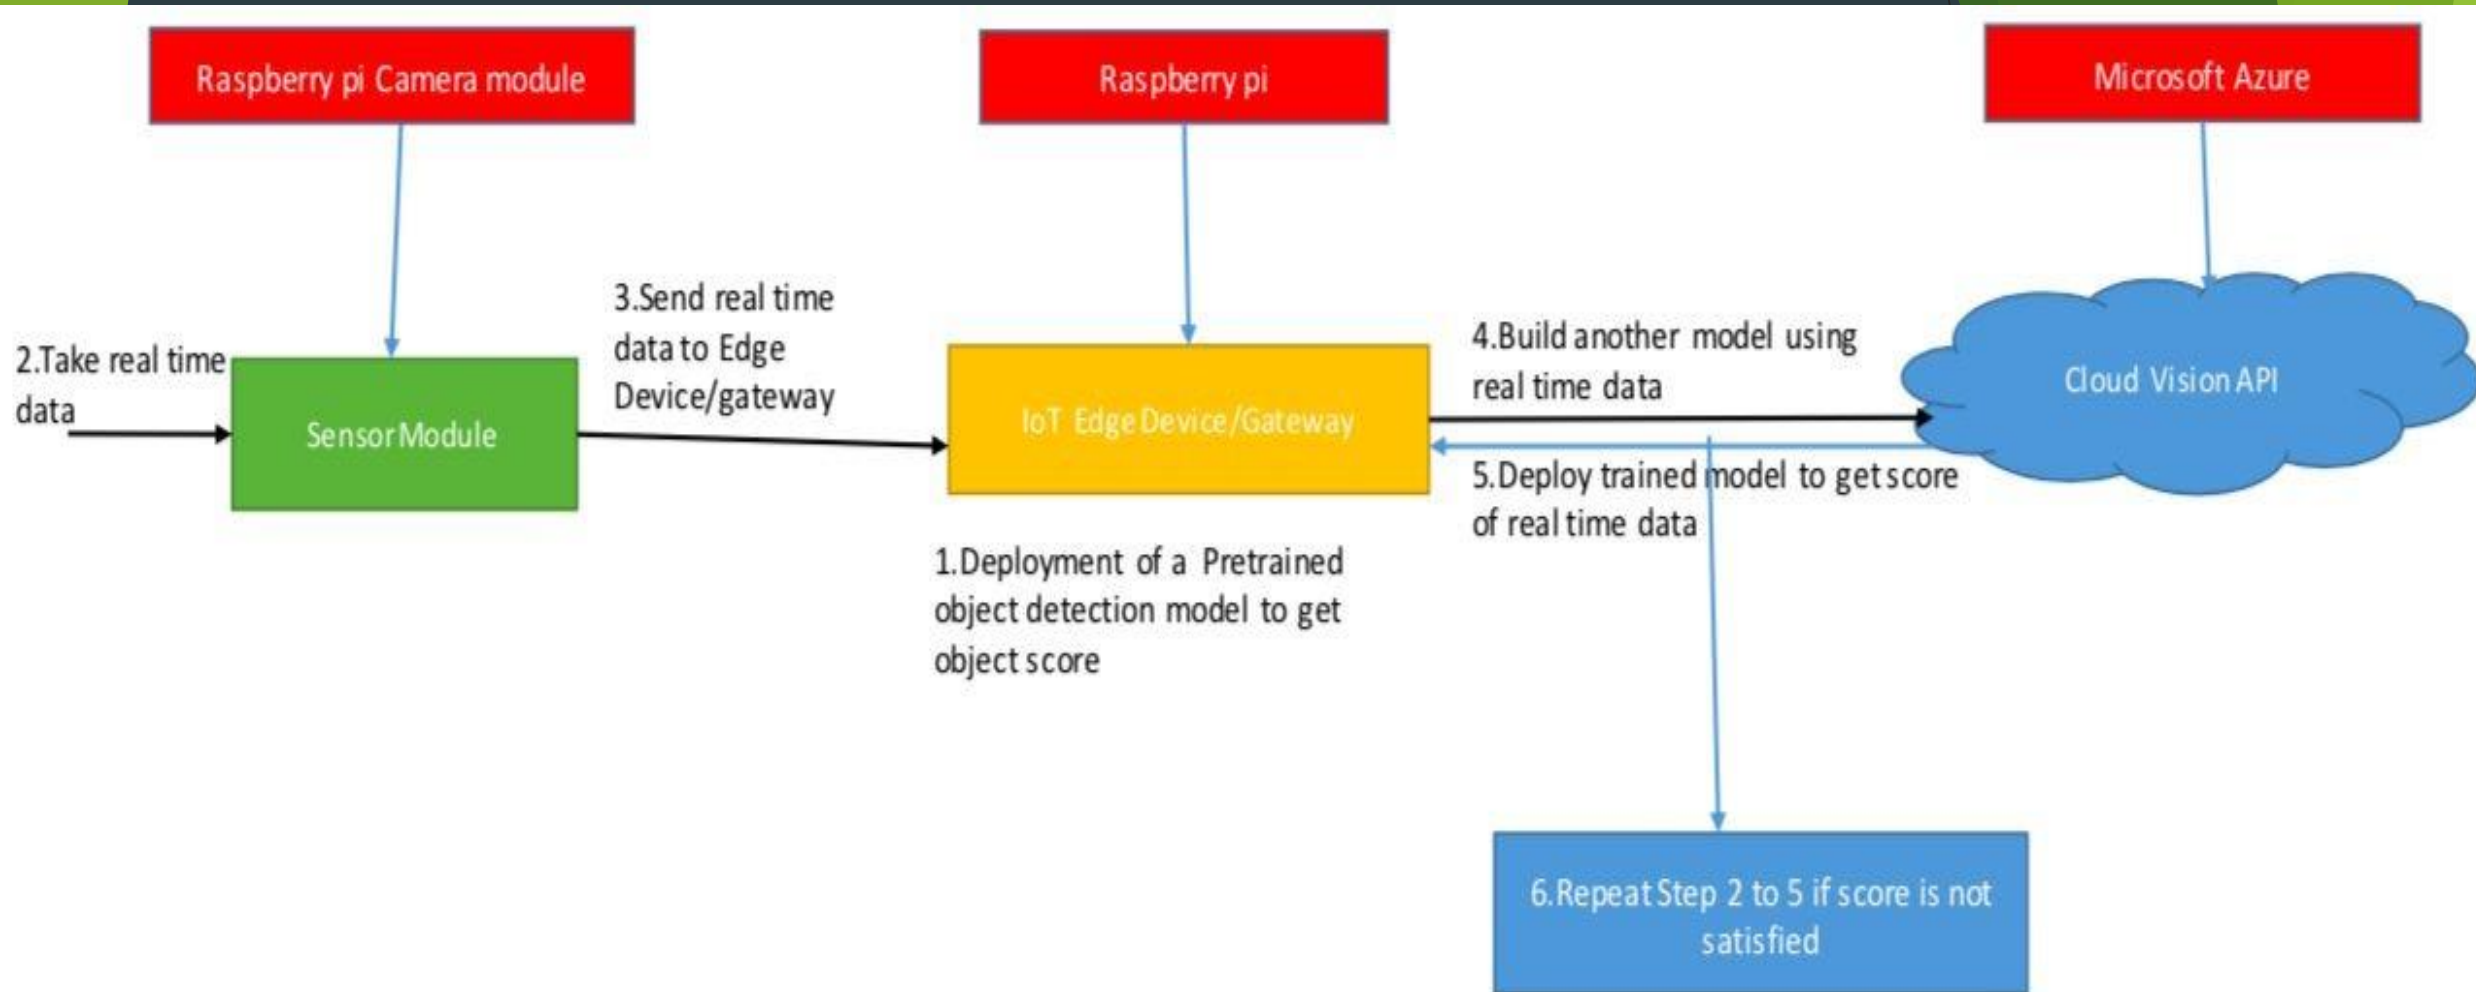 Raspberry pi Camera module
Raspberry pi
Microsoft Azure
2.Take real time
data
Sensor Module
3.Send real time
data to Edge
Device/gateway
IoT Edge Device/Gateway
1.Deployment of a Pretrained
object detection model to get
object score
4.Build another model using
real time data
Cloud Vision API
5.Deploy trained model to get score
of real time data
6.Repeat Step 2 to 5 if score is not
satisfied